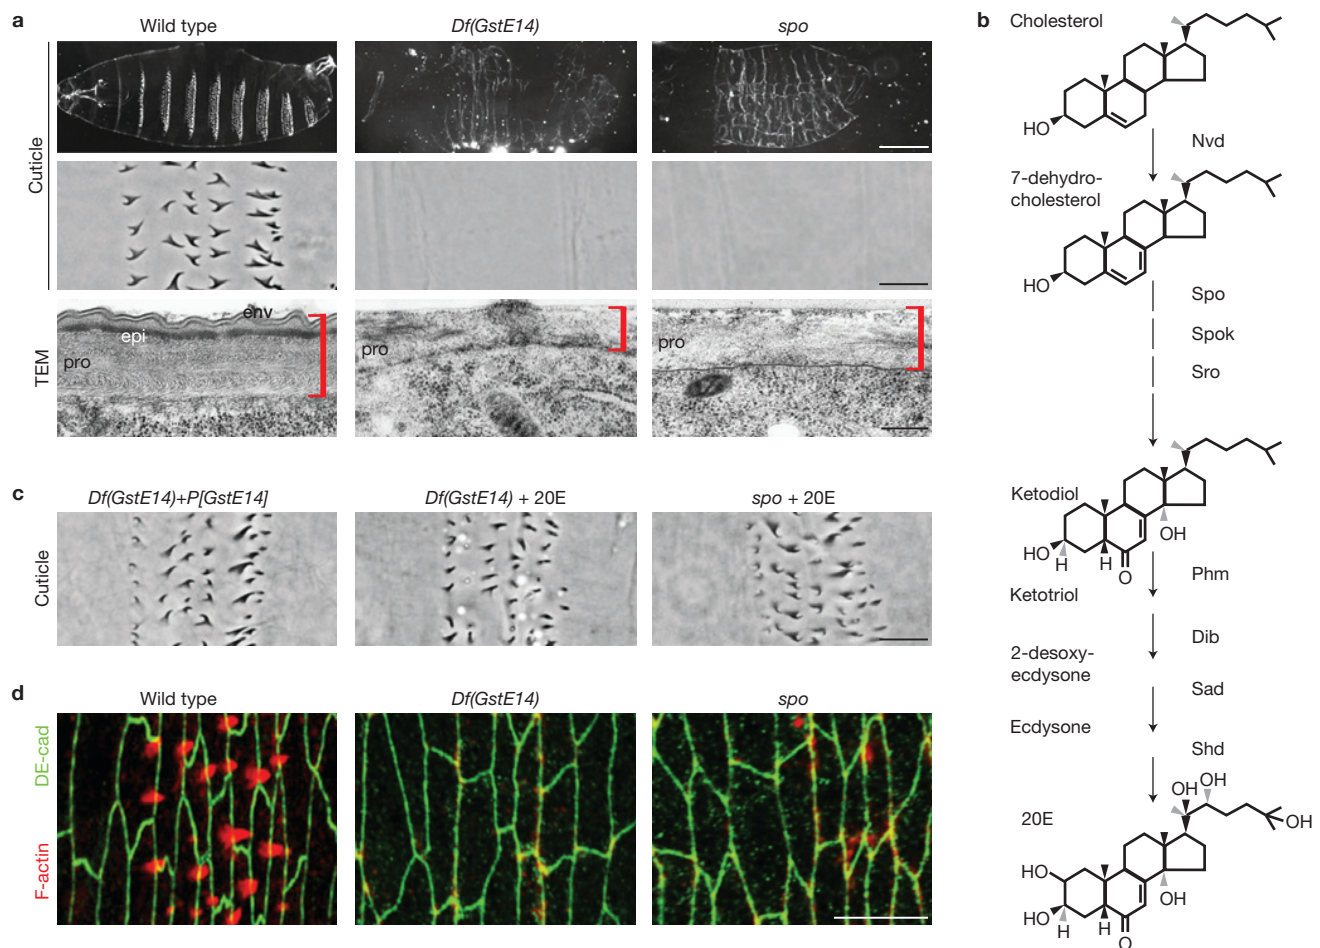 a
Wild type
Df(GstE14)
spo
Cuticle
TEM
env
epi
pro
pro
pro
b
Cholesterol
HO
Nvd
7-dehydro-
cholesterol
HO
Spo
Spok
Sro
Ketodiol
HO
H
H
O
OH
Phm
Ketotriol
Dib
2-desoxy-
ecdysone
Sad
Ecdysone
Shd
20E
OH
OH
OH
HO
HO
H
H
O
OH
c
Df(GstE14)+P[GstE14]
Df(GstE14) + 20E
spo + 20E
Cuticle
d
Wild type
Df(GstE14)
spo
DE-cad
F-actin